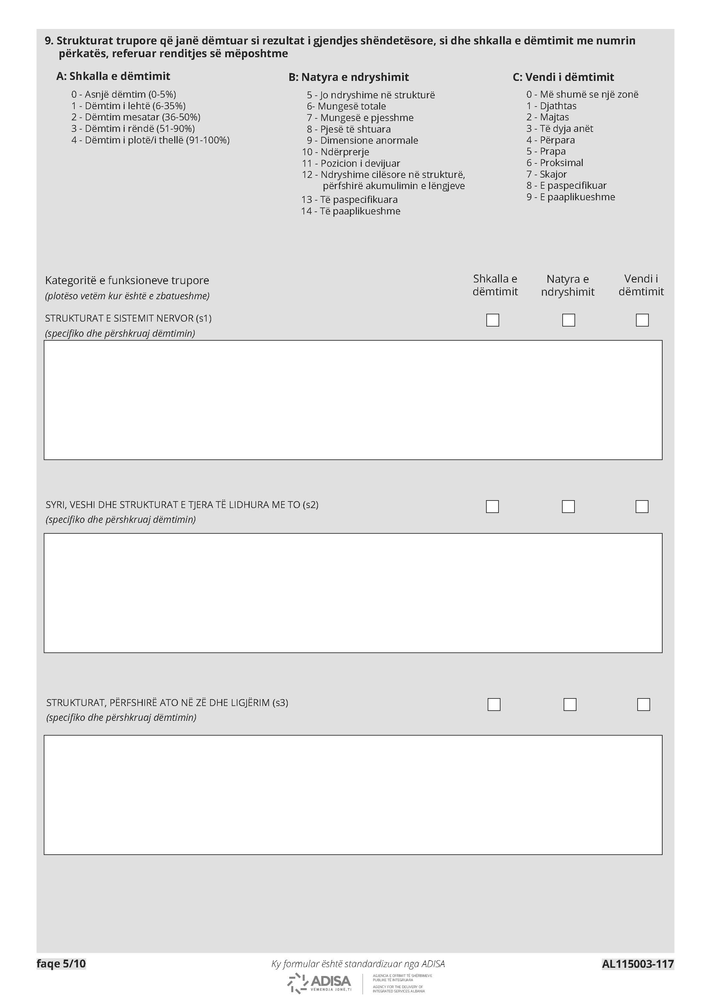 9. Strukturat trupore që janë dëmtuar si rezultat i gjendjes shëndetësore, si dhe shkalla e dëmtimit me numrin
përkatës, referuar renditjes së mëposhtme
A: Shkalla e dëmtimit
0 - Asnjë dëmtim (0-5%)
1 - Dëmtim i lehtë (6-35%)
2 - Dëmtim mesatar (36-50%)
3 - Dëmtim i rëndë (51-90%)
4 - Dëmtim i plotë/i thellë (91-100%)
B: Natyra e ndryshimit
5 - Jo ndryshime në strukturë
6- Mungesë totale
7 - Mungesë e pjesshme
8 - Pjesë të shtuara
9 - Dimensione anormale
10 - Ndërprerje
11 - Pozicion i devijuar
12 - Ndryshime cilësore në strukturë,
përfshirë akumulimin e lëngjeve
13 - Të paspecifikuara
14 - Të paaplikueshme
C: Vendi i dëmtimit
0 - Më shumë se një zonë
1 - Djathtas
2 - Majtas
3 - Të dyja anët
4 - Përpara
5 - Prapa
6 - Proksimal
7 - Skajor
8 - E paspecifikuar
9 - E paaplikueshme
Kategoritë e funksioneve trupore
(plotëso vetëm kur është e zbatueshme)
Shkalla e
dëmtimit
Natyra e
ndryshimit
Vendi i
dëmtimit
STRUKTURAT E SISTEMIT NERVOR (s1)
(specifiko dhe përshkruaj dëmtimin)
SYRI, VESHI DHE STRUKTURAT E TJERA TË LIDHURA ME TO (s2)
(specifiko dhe përshkruaj dëmtimin)
STRUKTURAT, PËRFSHIRË ATO NË ZË DHE LIGJËRIM (s3)
(specifiko dhe përshkruaj dëmtimin)
faqe 5/10
Ky formular është standardizuar nga ADISA
AL115003-117
ADISA
VËMENDJA JONË, TI
AGJENCIA E OFRIMIT TË SHËRBIMEVE
PUBLIKE TË INTEGRUARA
AGENCY FOR THE DELIVERY OF
INTEGRATED SERVICES ALBANIA